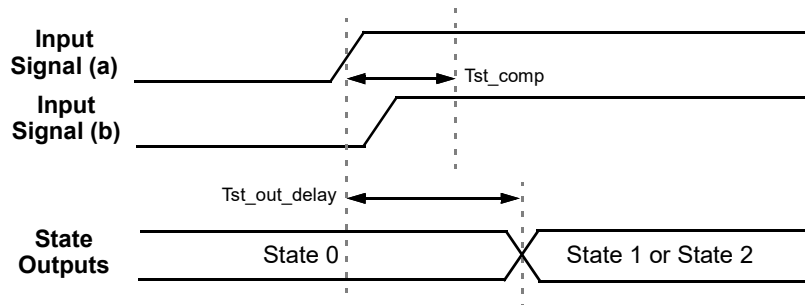 Input
Signal (a)
Tst_comp
Input
Signal (b)
Tst_out_delay
State
Outputs
State 0
State 1 or State 2